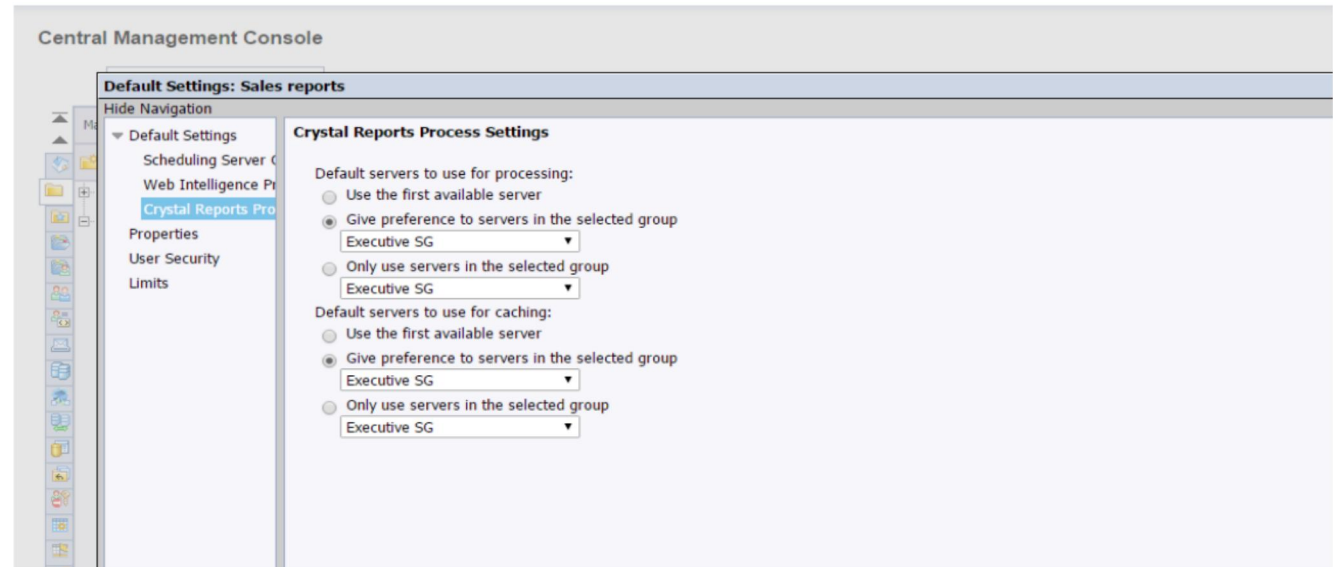 Central Management Console
Default Settings: Sales reports
Hide Navigation
Default Settings
Scheduling Server
Web Intelligence
Crystal Reports
Properties
User Security
Limits
Crystal Reports Process Settings
Default servers to use for processing:
Use the first available server
Give preference to servers in the selected group
Executive SG
Only use servers in the selected group
Executive SG
Default servers to use for caching:
Use the first available server
Give preference to servers in the selected group
Executive SG
Only use servers in the selected group
Executive SG